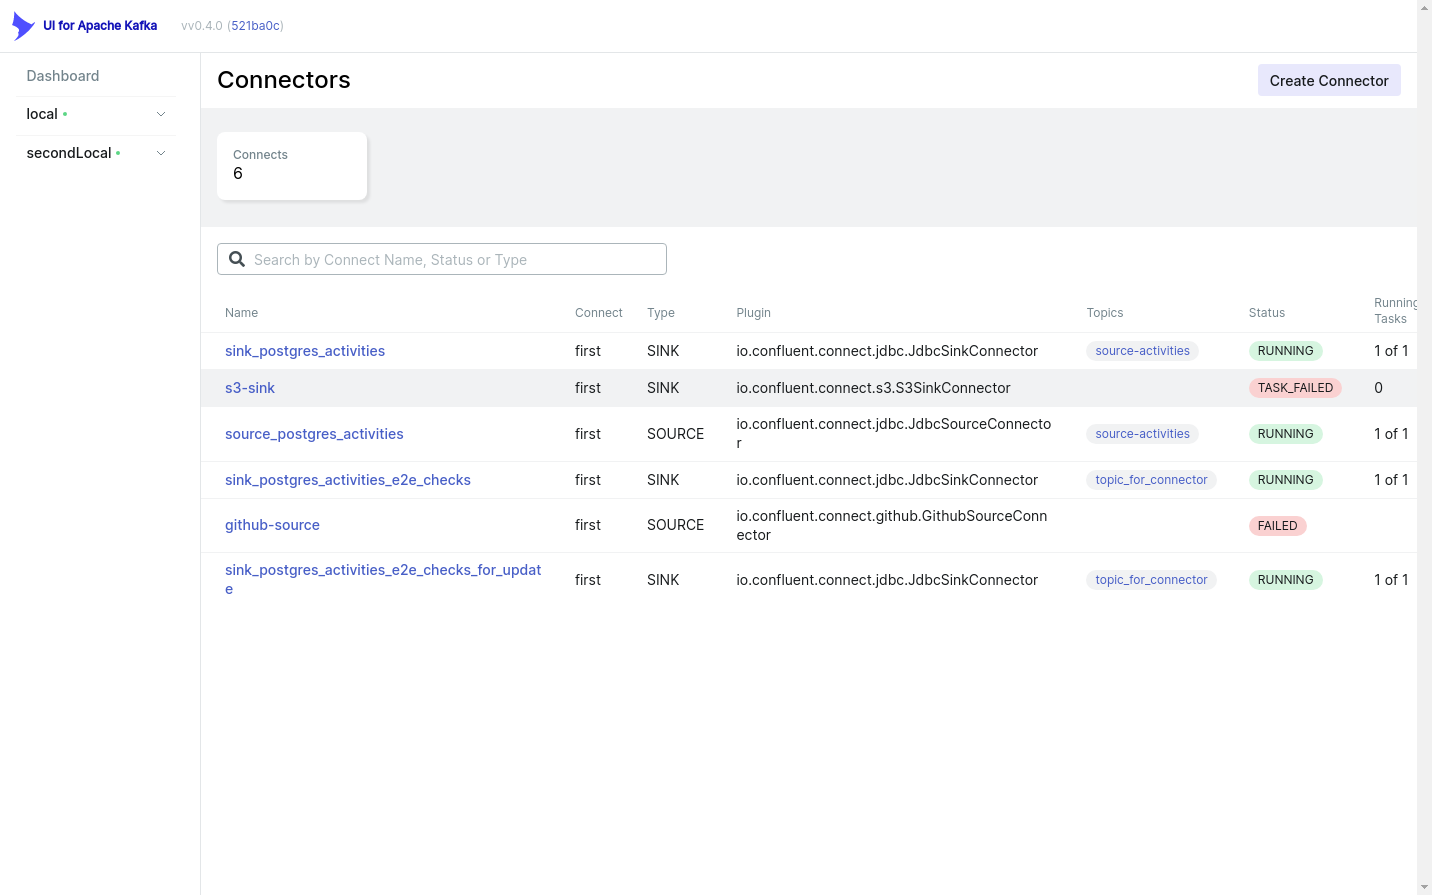 UI for Apache Kafka
vv0.4.0 (521ba0c)
Dashboard
local
secondLocal
Connectors
Create Connector
Connects
6
Search by Connect Name, Status or Type
Name Connect Type Plugin Topics Status Running
Tasks
sink_postgres_activities first SINK io.confluent.connect.jdbc.JdbcSinkConnector source-activities RUNNING 1 of 1
s3-sink first SINK io.confluent.connect.s3.S3SinkConnector TASK_FAILED 0
source_postgres_activities first SOURCE io.confluent.connect.jdbc.JdbcSourceConnecto
r source-activities RUNNING 1 of 1
sink_postgres_activities_e2e_checks first SINK io.confluent.connect.jdbc.JdbcSinkConnector topic_for_connector RUNNING 1 of 1
github-source first SOURCE io.confluent.connect.github.GithubSourceConn
ector FAILED
sink_postgres_activities_e2e_checks_for_updat
e first SINK io.confluent.connect.jdbc.JdbcSinkConnector topic_for_connector RUNNING 1 of 1